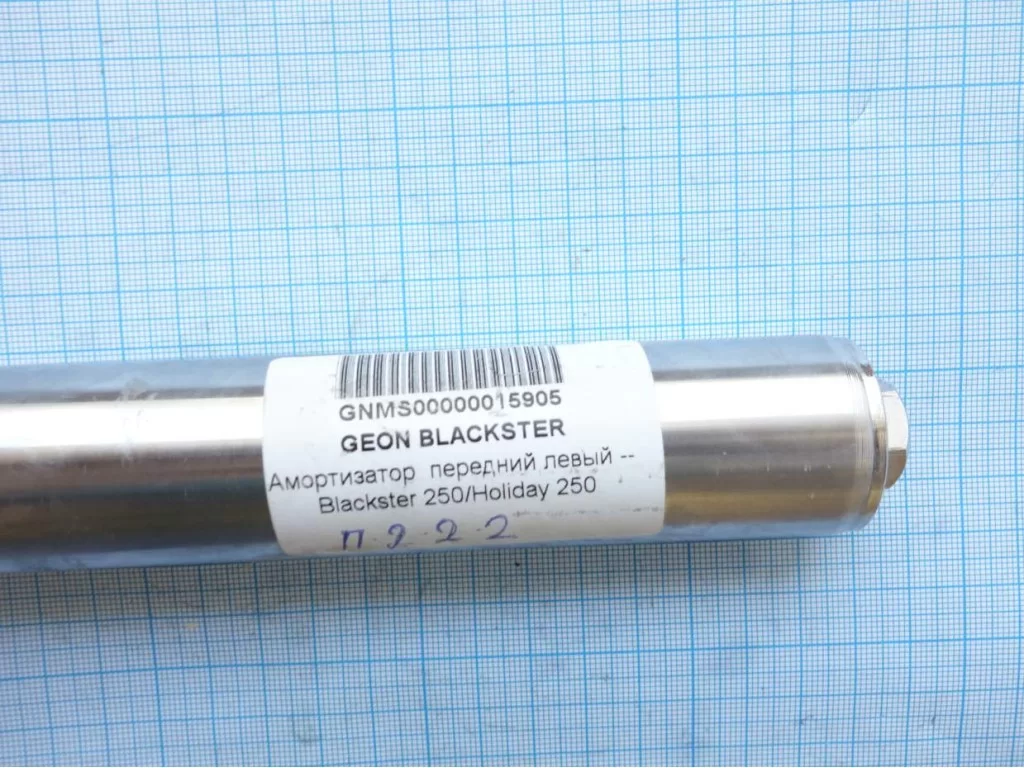 GNMS00000015905
GEON BLACKSTER
Амортизатор передний левый --
Blackster 250/Holiday 250
П.2.2.2